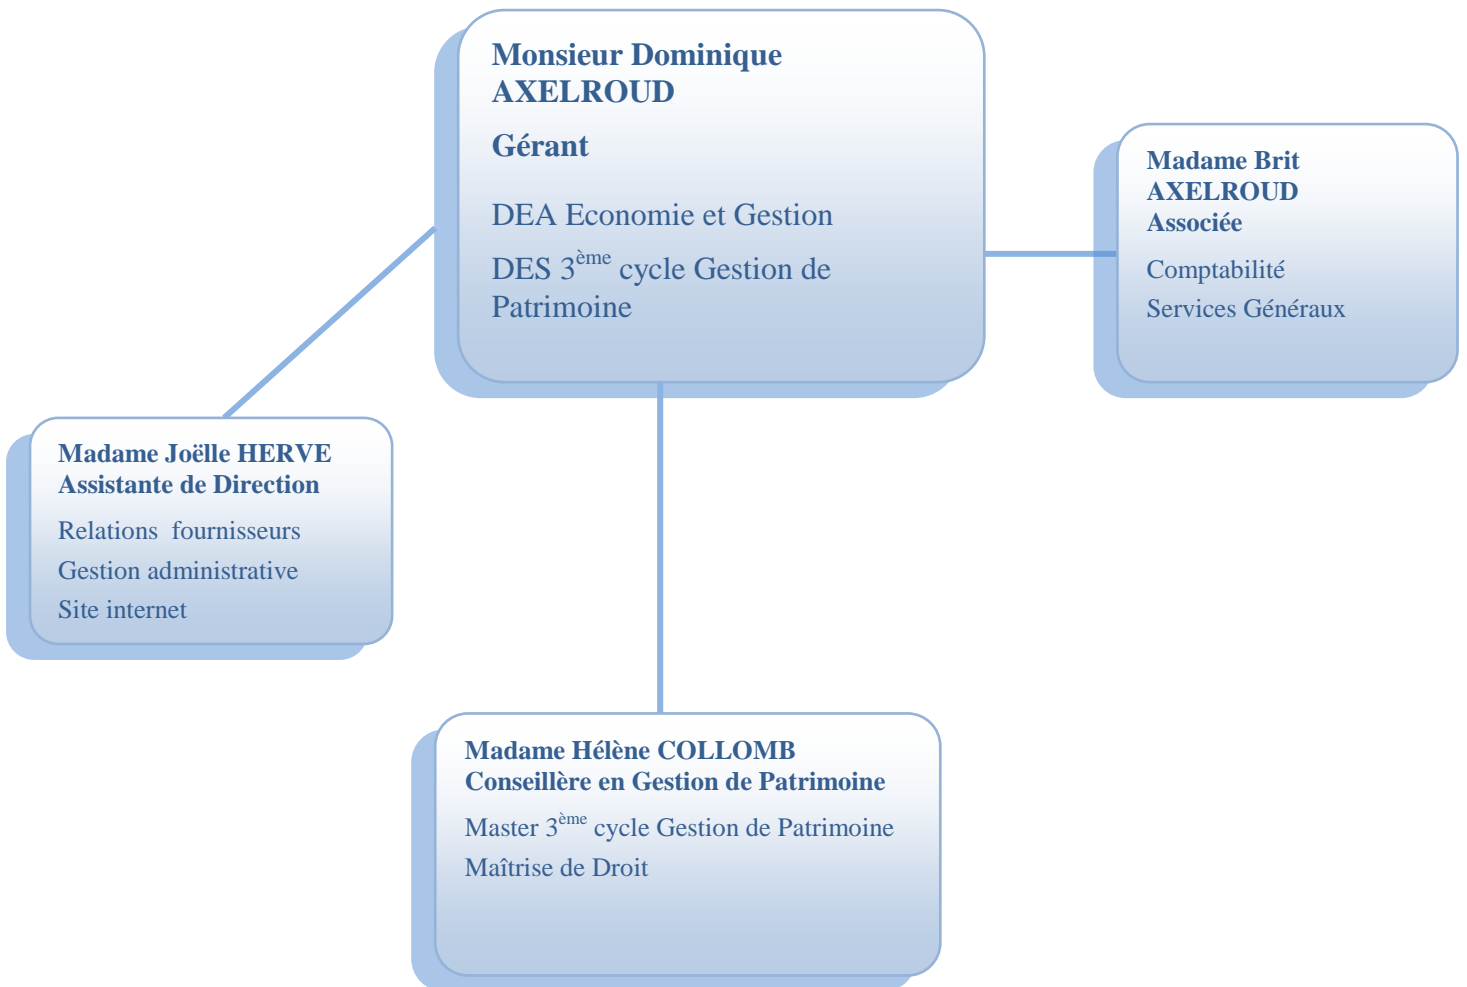 Monsieur Dominique
AXELROUD
Gérant
DEA Economie et Gestion
DES 3ème cycle Gestion de
Patrimoine
Madame Brit
AXELROUD
Associée
Comptabilité
Services Généraux
Madame Joëlle HERVE
Assistante de Direction
Relations  fournisseurs
Gestion administrative
Site internet
Madame Hélène COLLOMB
Conseillère en Gestion de Patrimoine
Master 3ème cycle Gestion de Patrimoine
Maîtrise de Droit